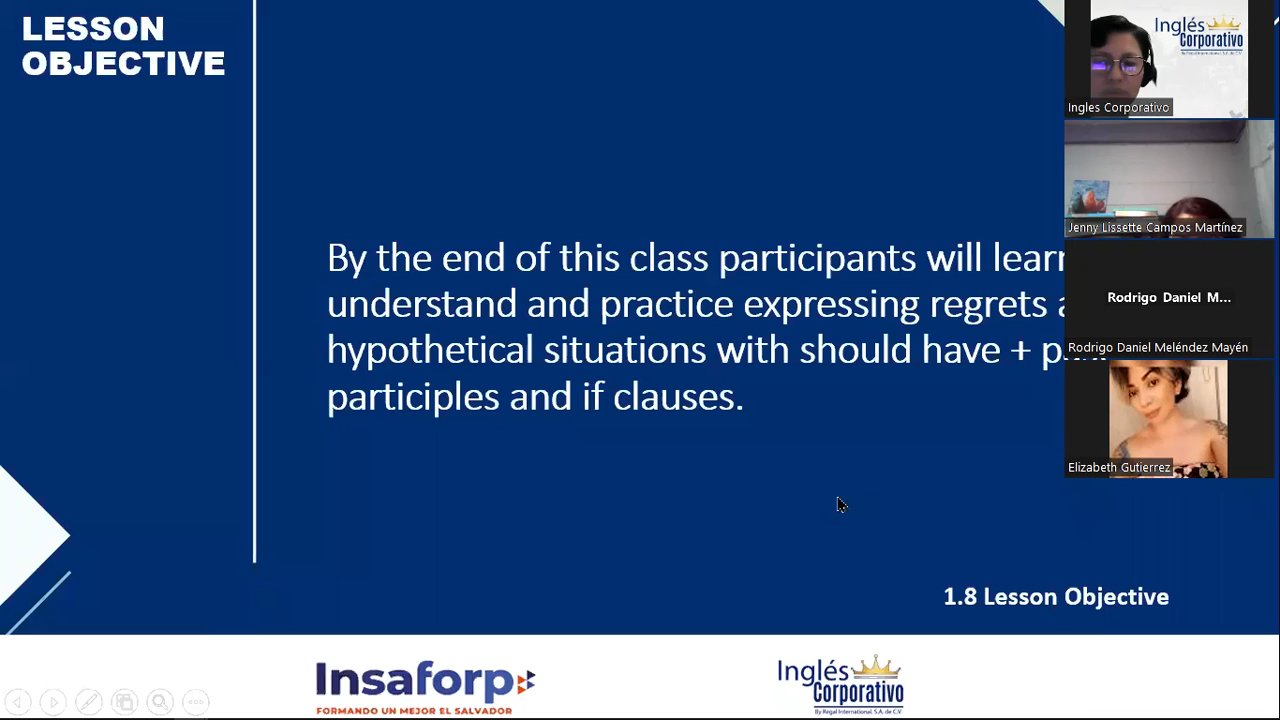 LESSON
OBJECTIVE
By the end of this class participants will learn
understand and practice expressing regrets
hypothetical situations with should have +
participles and if clauses.
1.8 Lesson Objective
Insaforp
FORMANDO UN MEJOR EL SALVADOR
Inglés
Corporativo
By Regal International, S.A. de C.V.
Inglés
Corporativo
Ingles Corporativo
Jenny Lissette Campos Martínez
Rodrigo Daniel M...
Rodrigo Daniel Meléndez Mayén
Elizabeth Gutierrez